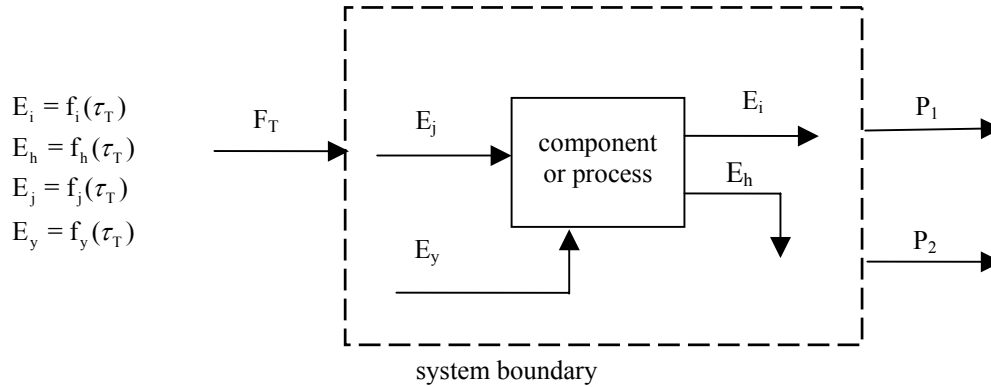 E_i = f_i(τ_T)
E_h = f_h(τ_T)
E_j = f_j(τ_T)
E_y = f_y(τ_T)
F_T
E_j
E_y
component
or process
E_i
E_h
P_1
P_2
system boundary